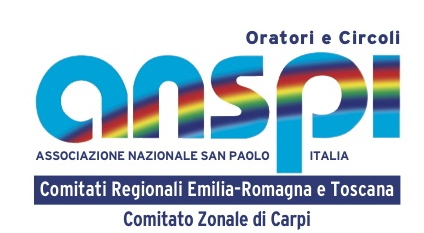 Oratori e Circoli
anspi
ASSOCIAZIONE NAZIONALE SAN PAOLO ITALIA
Comitati Regionali Emilia-Romagna e Toscana
Comitato Zonale di Carpi